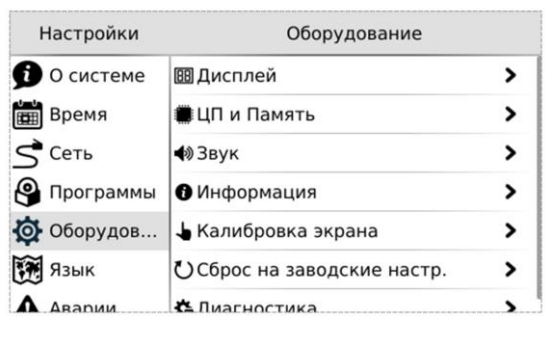 Настройки
Оборудование
О системе
Время
Сеть
Программы
Оборудов...
Язык
Аварии
Дисплей
ЦП и Память
Звук
Информация
Калибровка экрана
Сброс на заводские настр.
Диагностика